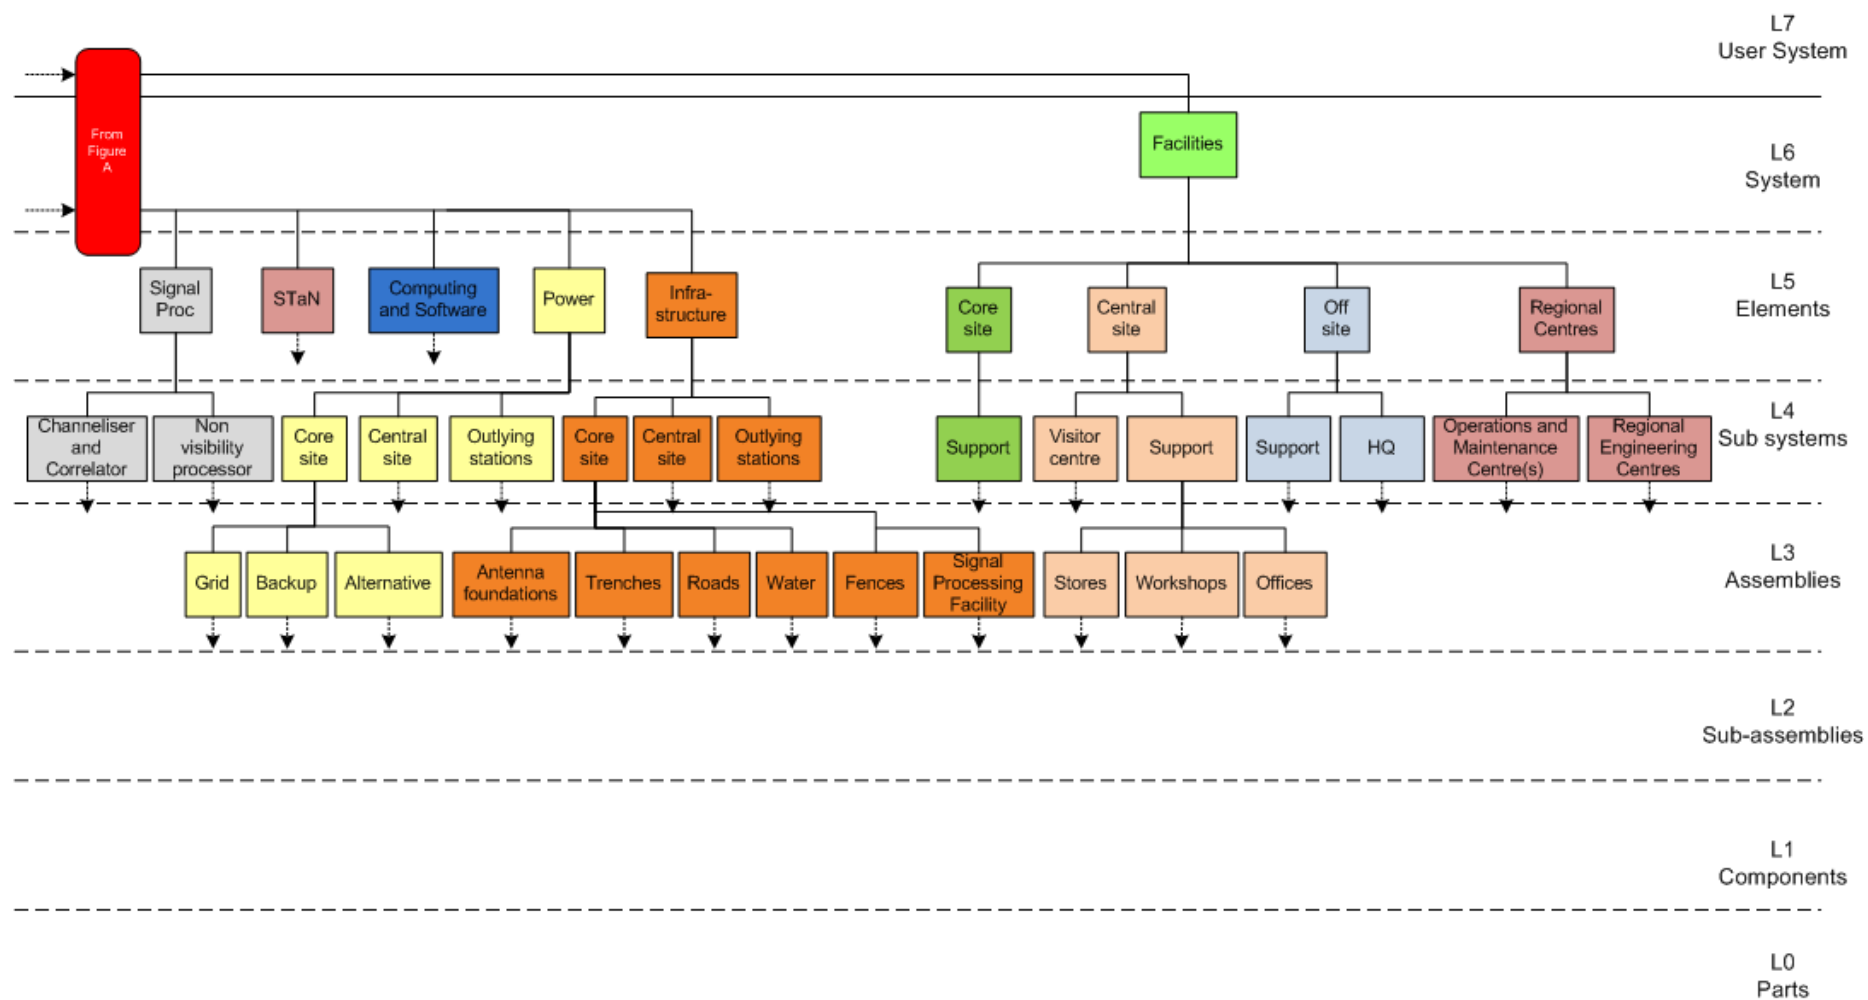 L7
User System
From
Figure
A
Facilities
L6
System
Signal
Proc
STaN
Computing
and Software
Power
Infra-
structure
Core
site
Central
site
Off
site
Regional
Centres
L5
Elements
Channeliser
and
Correlator
Non
visibility
processor
Core
site
Central
site
Outlying
stations
Core
site
Central
site
Outlying
stations
Support
Visitor
centre
Support
Support
HQ
Operations and
Maintenance
Centre(s)
Regional
Engineering
Centres
L4
Sub systems
Grid
Backup
Alternative
Antenna
foundations
Trenches
Roads
Water
Fences
Signal
Processing
Facility
Stores
Workshops
Offices
L3
Assemblies
L2
Sub-assemblies
L1
Components
L0
Parts